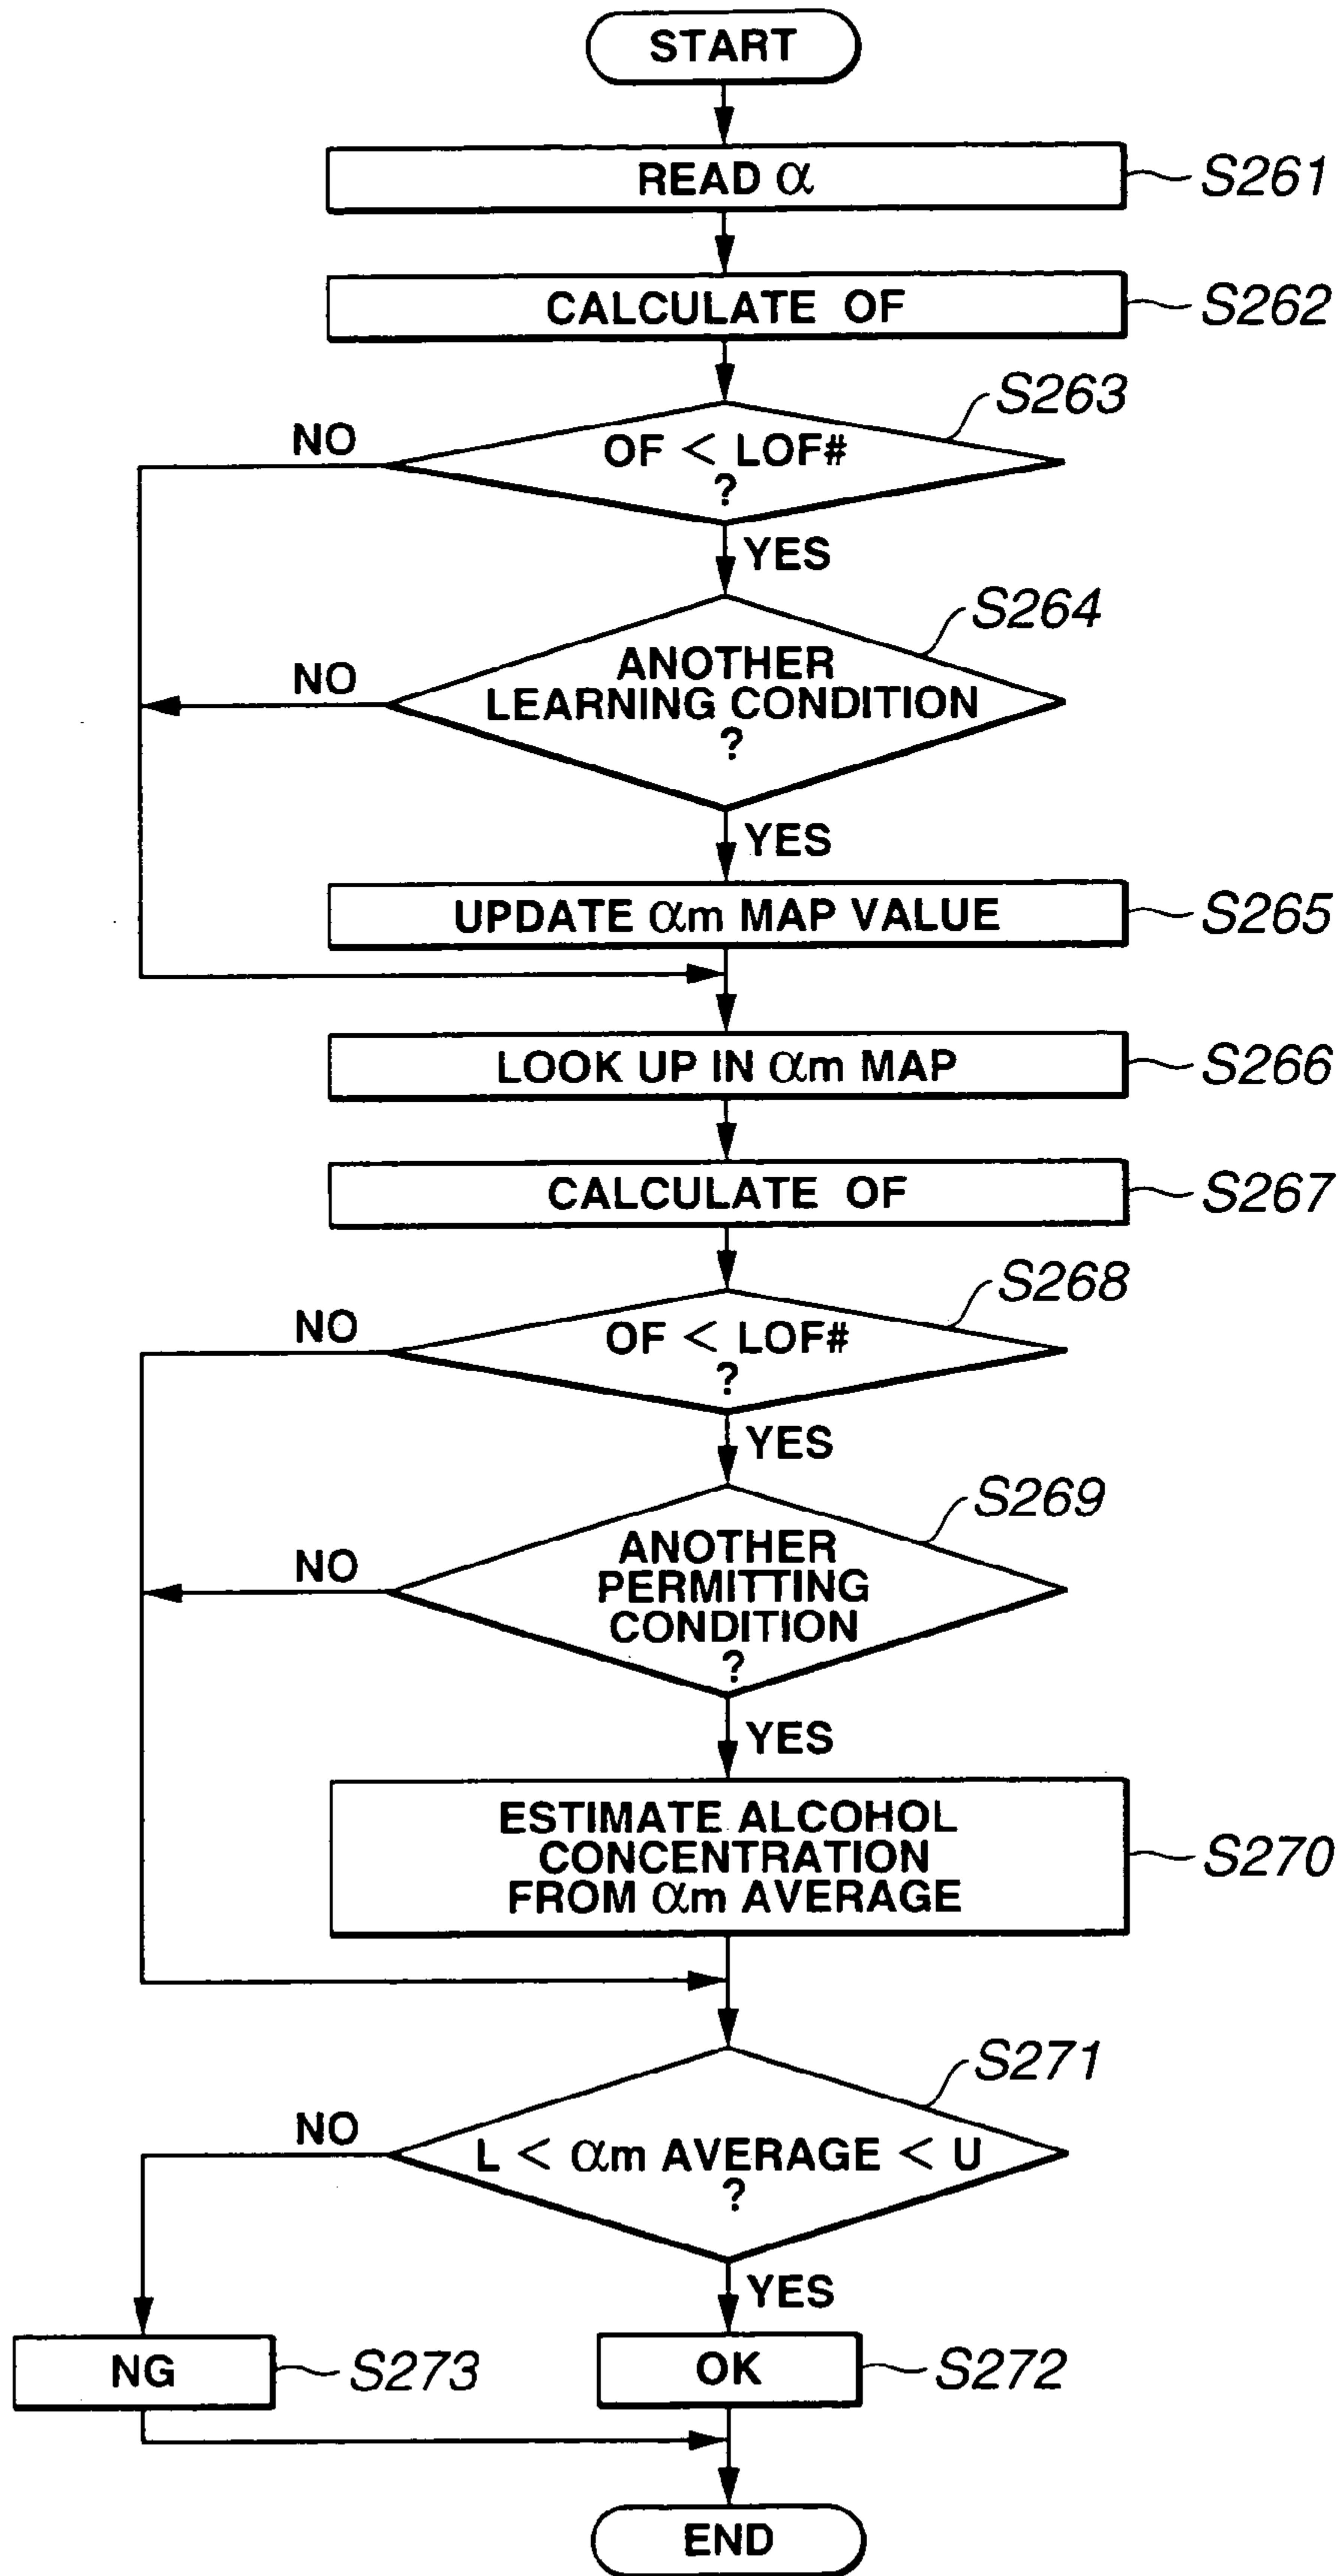 START
READ α
S261
CALCULATE OF
S262
S263
NO
OF < LOF#
?
YES
S264
NO
ANOTHER
LEARNING CONDITION
?
YES
UPDATE αm MAP VALUE
S265
LOOK UP IN αm MAP
S266
CALCULATE OF
S267
S268
NO
OF < LOF#
?
YES
S269
NO
ANOTHER
PERMITTING
CONDITION
?
YES
ESTIMATE ALCOHOL
CONCENTRATION
FROM αm AVERAGE
S270
S271
NO
L < αm AVERAGE < U
?
YES
NG
S273
OK
S272
END